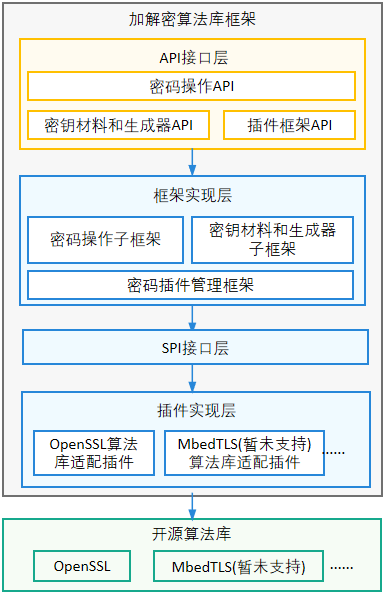 加解密算法库框架
API接口层
密码操作API
密钥材料和生成器API
插件框架API
框架实现层
密码操作子框架
密钥材料和生成器
子框架
密码插件管理框架
SPI接口层
插件实现层
OpenSSL算法
库适配插件
MbedTLS(暂未支持)
算法库适配插件
......
开源算法库
OpenSSL
MbedTLS(暂未支持)
......